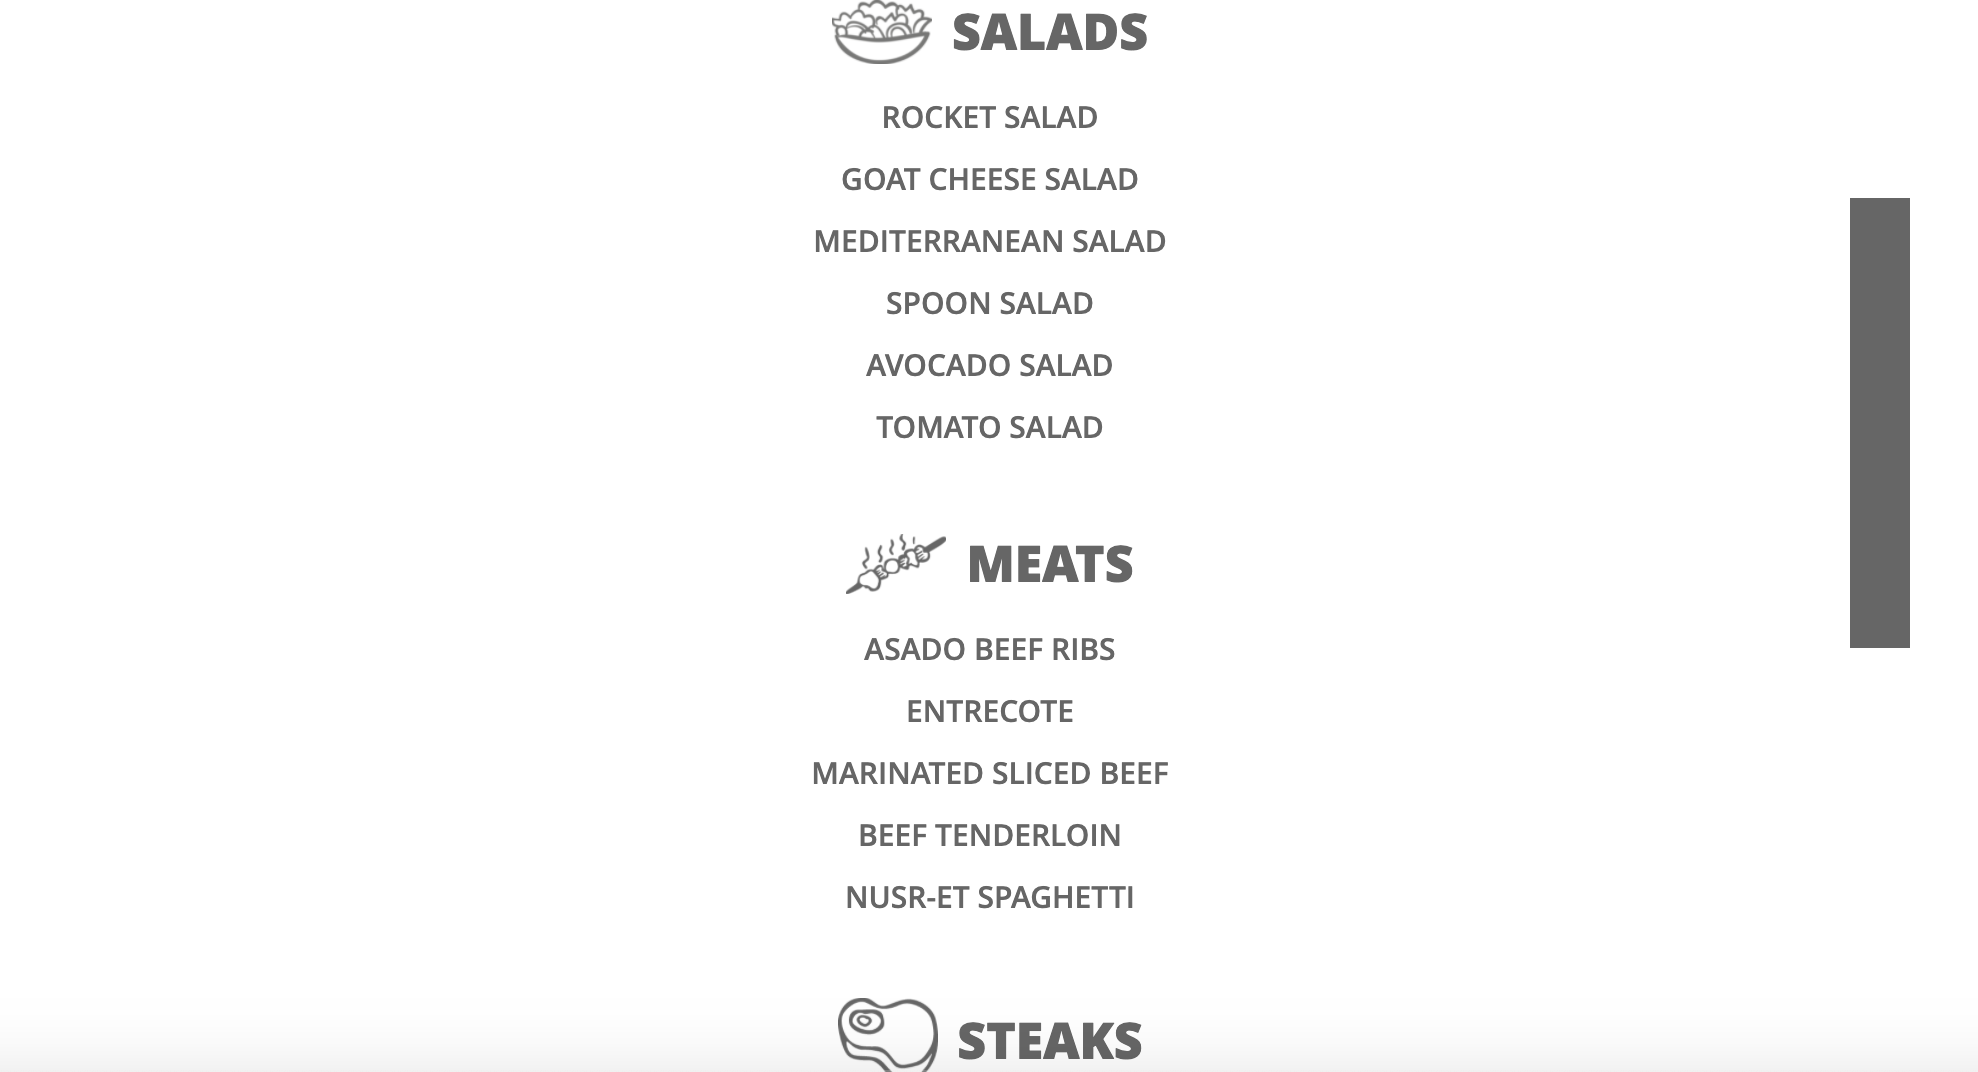 SALADS
ROCKET SALAD
GOAT CHEESE SALAD
MEDITERRANEAN SALAD
SPOON SALAD
AVOCADO SALAD
TOMATO SALAD
MEATS
ASADO BEEF RIBS
ENTRECOTE
MARINATED SLICED BEEF
BEEF TENDERLOIN
NUSR-ET SPAGHETTI
STEAKS